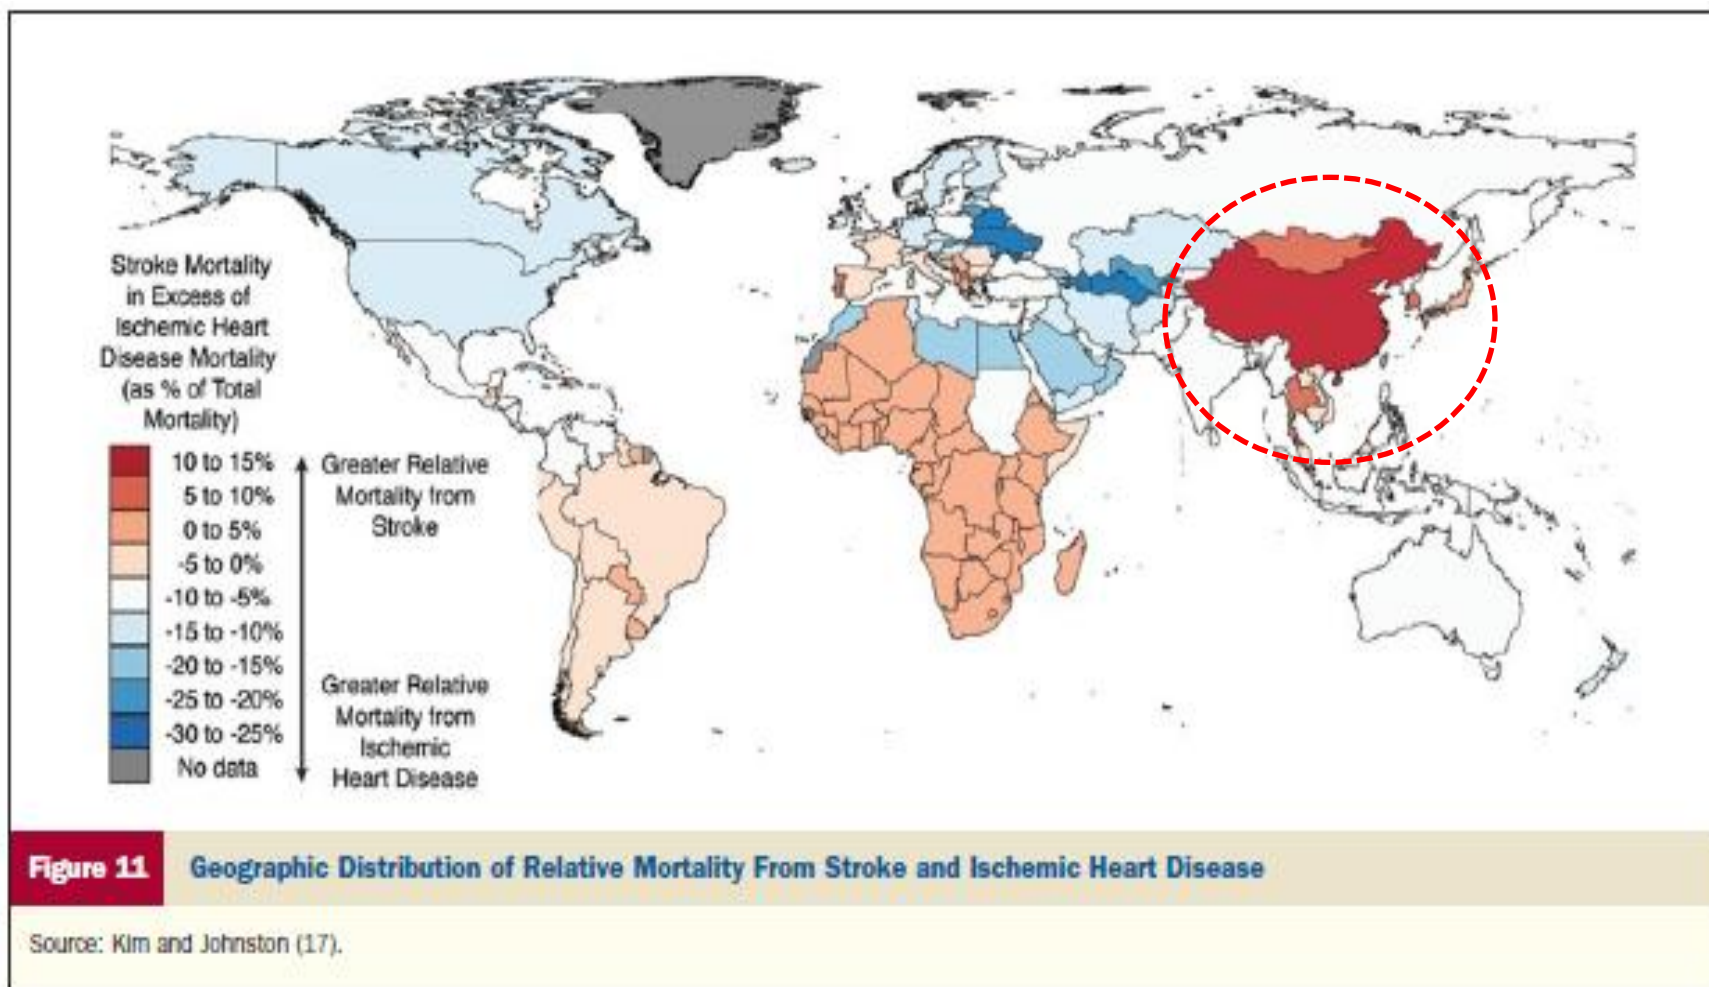 Stroke Mortality
in Excess of
Ischemic Heart
Disease Mortality
(as % of Total
Mortality)
10 to 15%
5 to 10%
0 to 5%
-5 to 0%
-10 to -5%
-15 to -10%
-20 to -15%
-25 to -20%
-30 to -25%
No data
Greater Relative
Mortality from
Stroke
Greater Relative
Mortality from
Ischemic
Heart Disease
Figure 11
Geographic Distribution of Relative Mortality From Stroke and Ischemic Heart Disease
Source: Kim and Johnston (17).